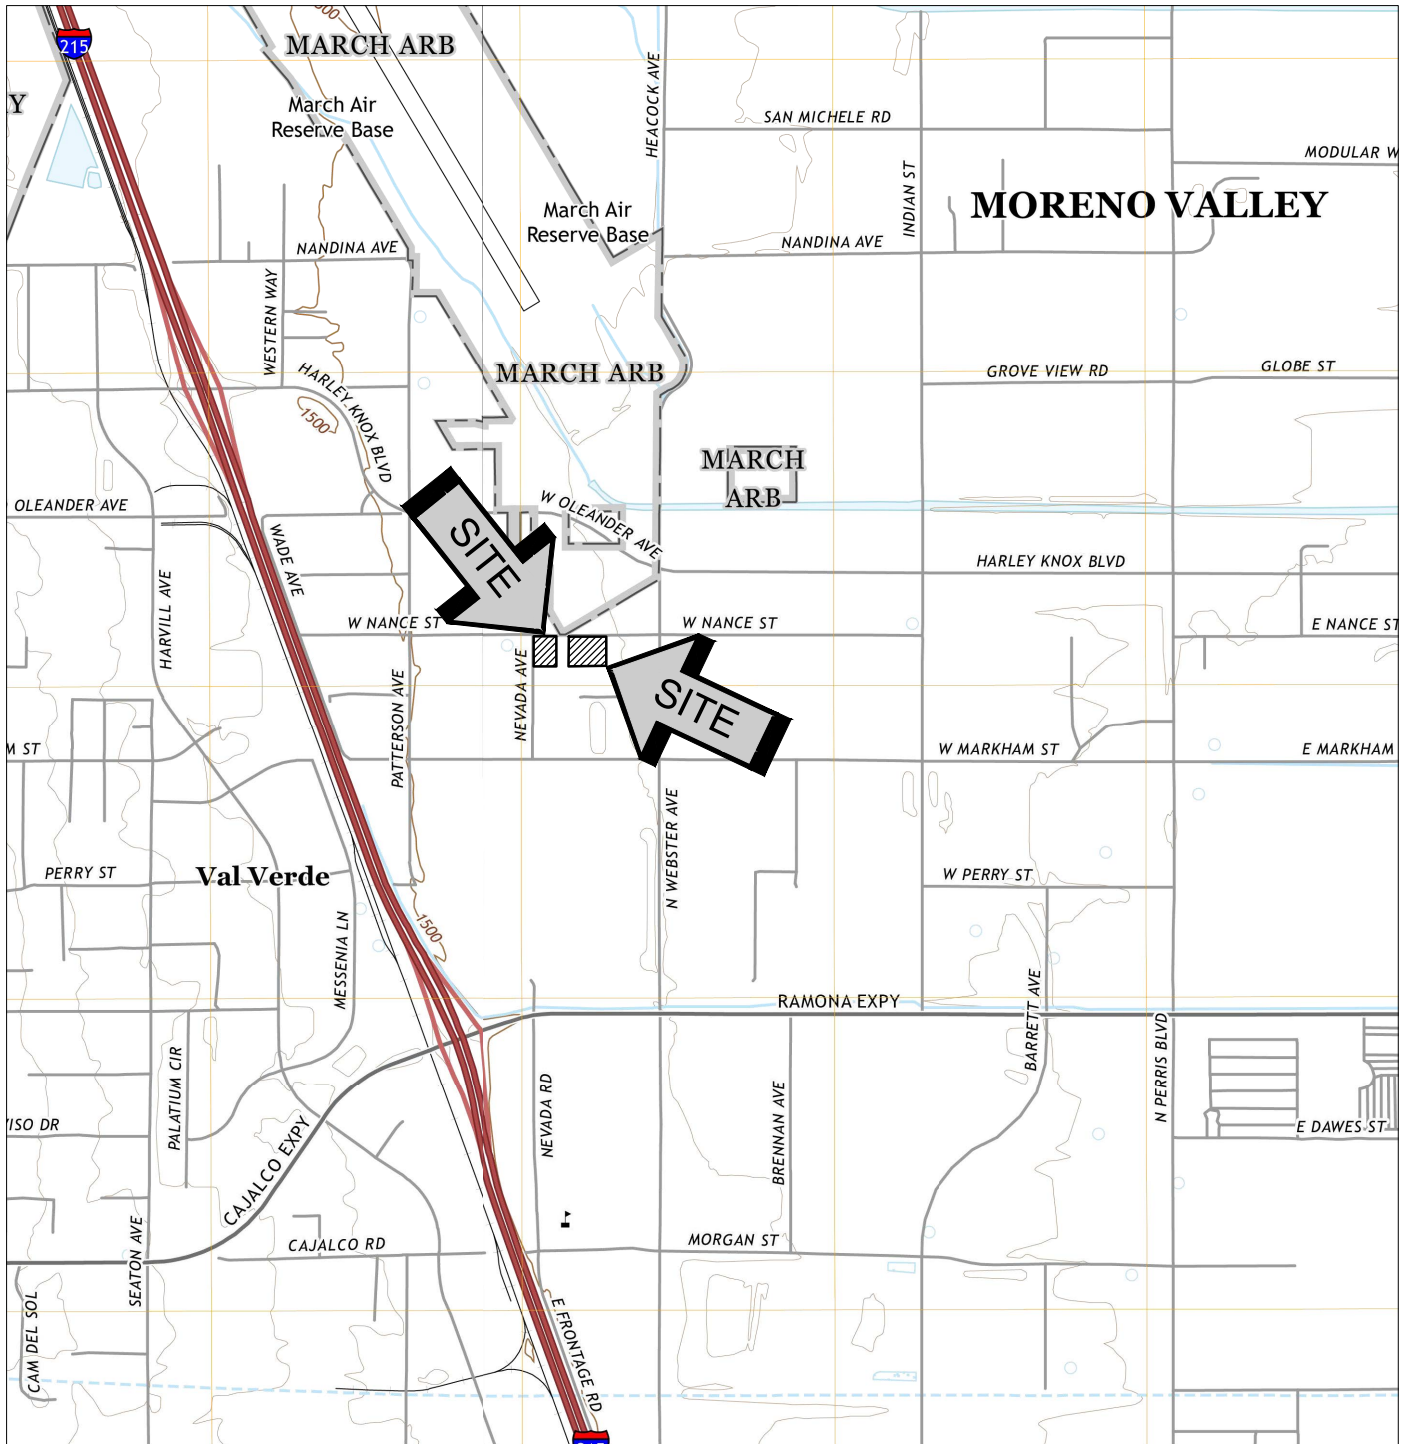 1500
215
MARCH ARB
Y
March Air
Reserve Base
HEACOCK AVE
SAN MICHELE RD
INDIAN ST
MODULAR W
MORENO VALLEY
March Air
Reserve Base
NANDINA AVE
NANDINA AVE
WESTERN WAY
MARCH ARB
HARLEY KNOX BLVD
1500
GROVE VIEW RD
GLOBE ST
MARCH
ARB
OLEANDER AVE
W OLEANDER AVE
WADE AVE
SITE
HARLEY KNOX BLVD
HARVILL AVE
W NANCE ST
W NANCE ST
E NANCE ST
NEVADA AVE
PATTERSON AVE
SITE
M ST
W MARKHAM ST
E MARKHAM
N WEBSTER AVE
PERRY ST
Val Verde
W PERRY ST
1500
MESSENIA LN
BARRETT AVE
RAMONA EXPY
N PERRIS BLVD
PALATIUM CIR
NEVADA RD
BRENNAN AVE
VISO DR
E DAWES ST
CAJALCO EXPY
SEATON AVE
CAJALCO RD
MORGAN ST
CAM DEL SOL
E FRONTAGE RD